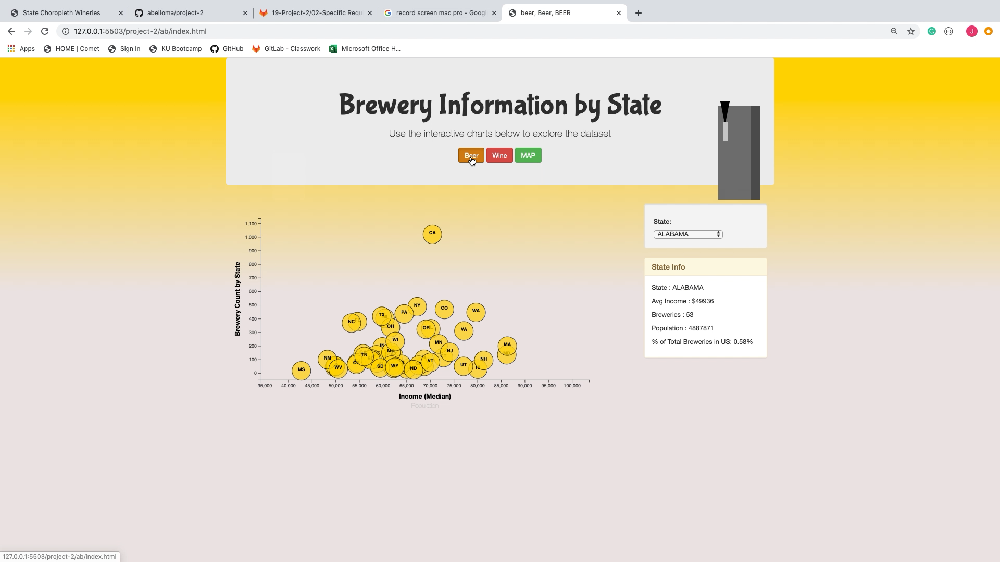 State Choropleth Wineries
abelloma/project-2
19-Project-2/02-Specific Requ
record screen mac pro - Googl
beer, Beer, BEER
127.0.0.1:5503/project-2/ab/index.html
J
Apps
HOME | Comet
Sign In
KU Bootcamp
GitHub
GitLab - Classwork
Microsoft Office H...
Brewery Information by State
Use the interactive charts below to explore the dataset
Beer
Wine
MAP
State:
ALABAMA
State Info
State : ALABAMA
Avg Income : $49936
Breweries : 53
Population : 4887871
% of Total Breweries in US: 0.58%
Brewery Count by State
1,100
1,000
900
800
700
600
500
400
300
200
100
0
CA
NY
CO
WA
PA
TX
NC
OH
OR
VA
WI
MN
MA
MD
IN
MO
NJ
TN
NM
NH
VT
UT
SD
WY
ND
WV
MS
35,000
40,000
45,000
50,000
55,000
60,000
65,000
70,000
75,000
80,000
85,000
90,000
95,000
100,000
Income (Median)
Population
127.0.0.1:5503/project-2/ab/index.html